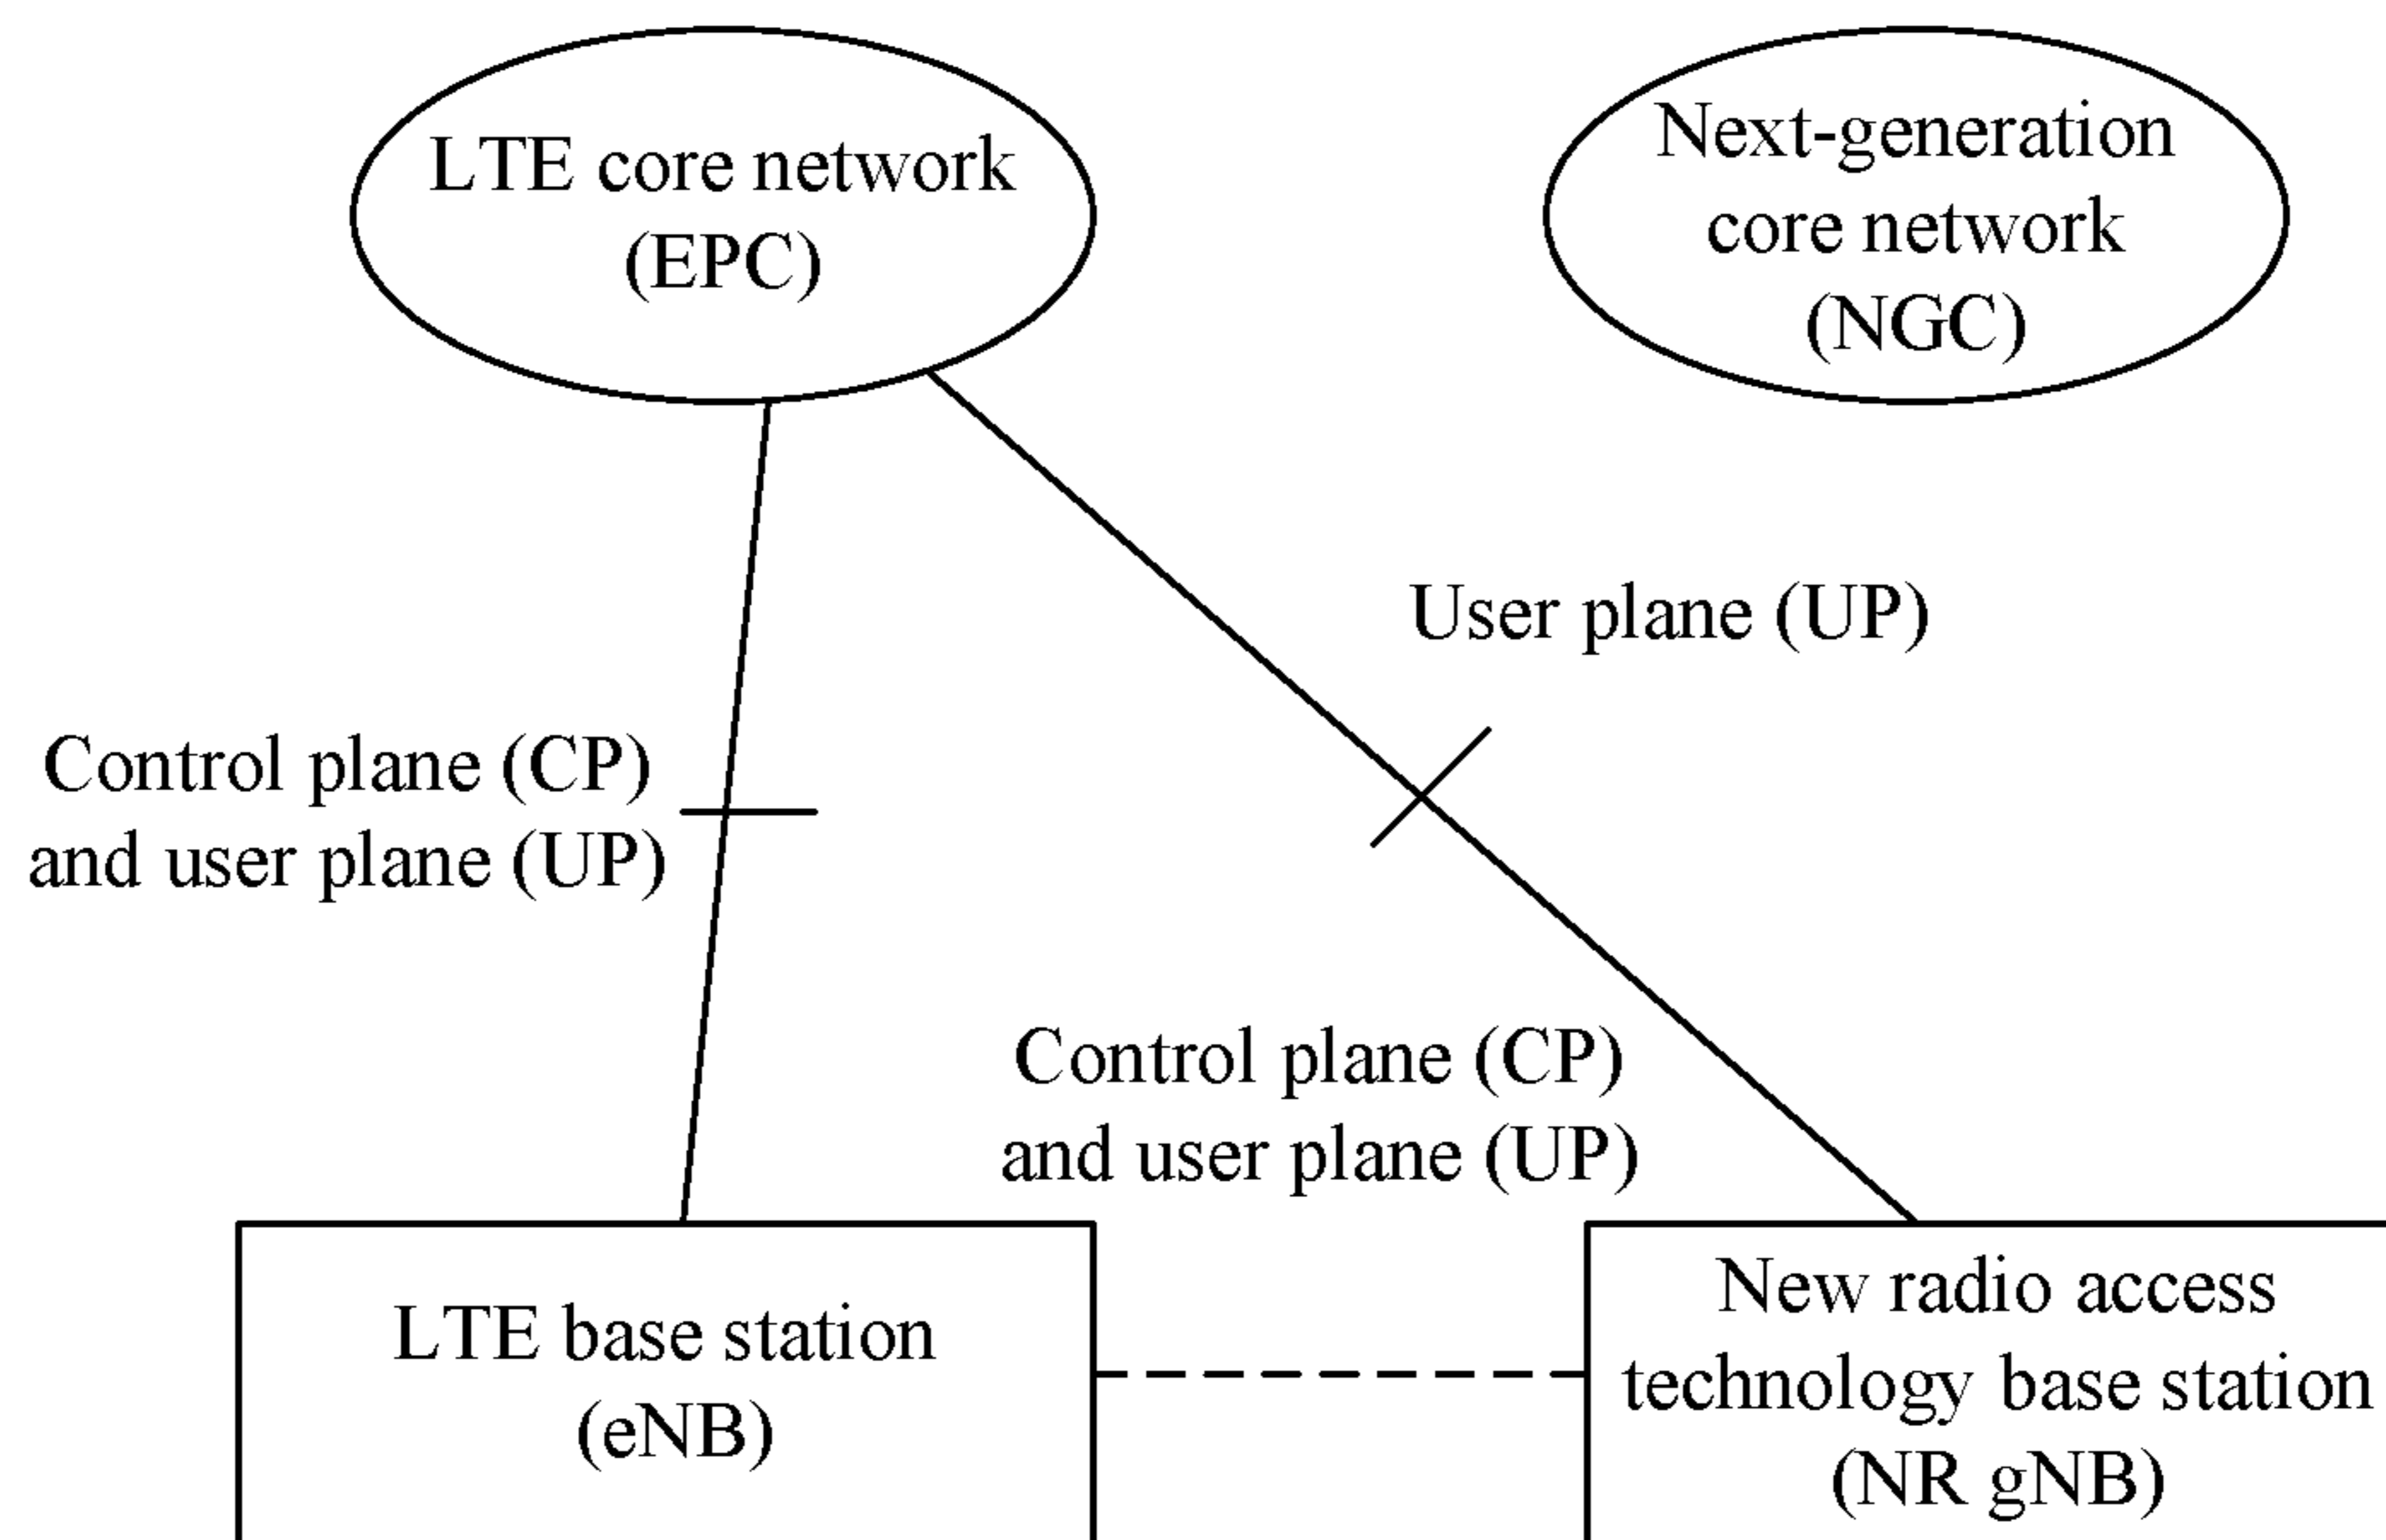 LTE core network
(EPC)
Next-generation
core network
(NGC)
User plane (UP)
Control plane (CP)
and user plane (UP)
Control plane (CP)
and user plane (UP)
LTE base station
(eNB)
New radio access
technology base station
(NR gNB)